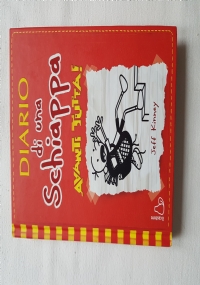 DIARIO
di una
Schiappa
AVANTI TUTTA!
Jeff Kinney